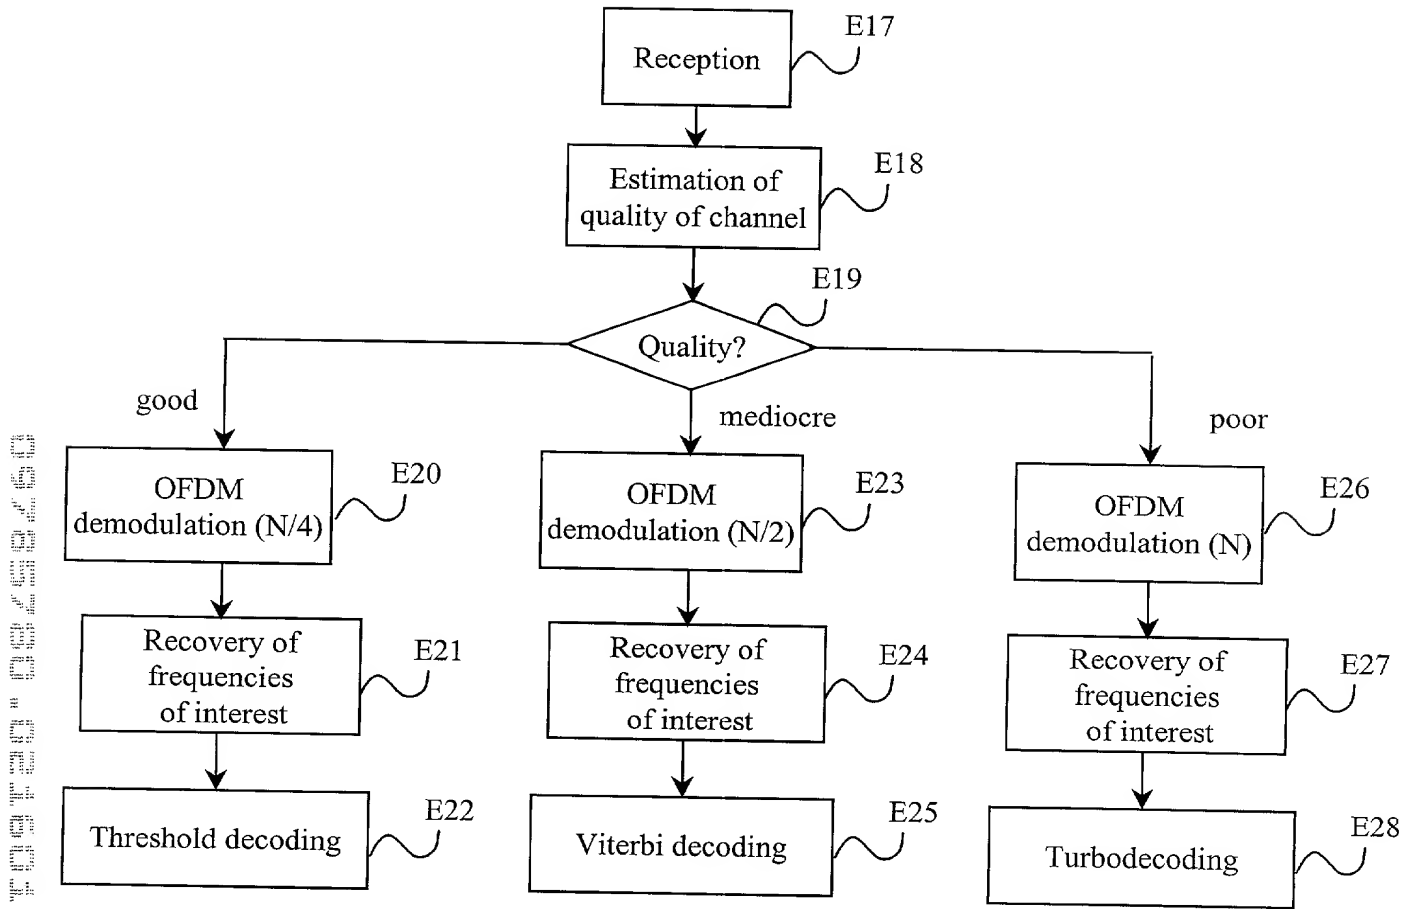 Reception
E17
Estimation of
quality of channel
E18
Quality?
E19
good
mediocre
poor
OFDM
demodulation (N/4)
E20
OFDM
demodulation (N/2)
E23
OFDM
demodulation (N)
E26
Recovery of
frequencies
of interest
E21
Recovery of
frequencies
of interest
E24
Recovery of
frequencies
of interest
E27
Threshold decoding
E22
Viterbi decoding
E25
Turbodecoding
E28